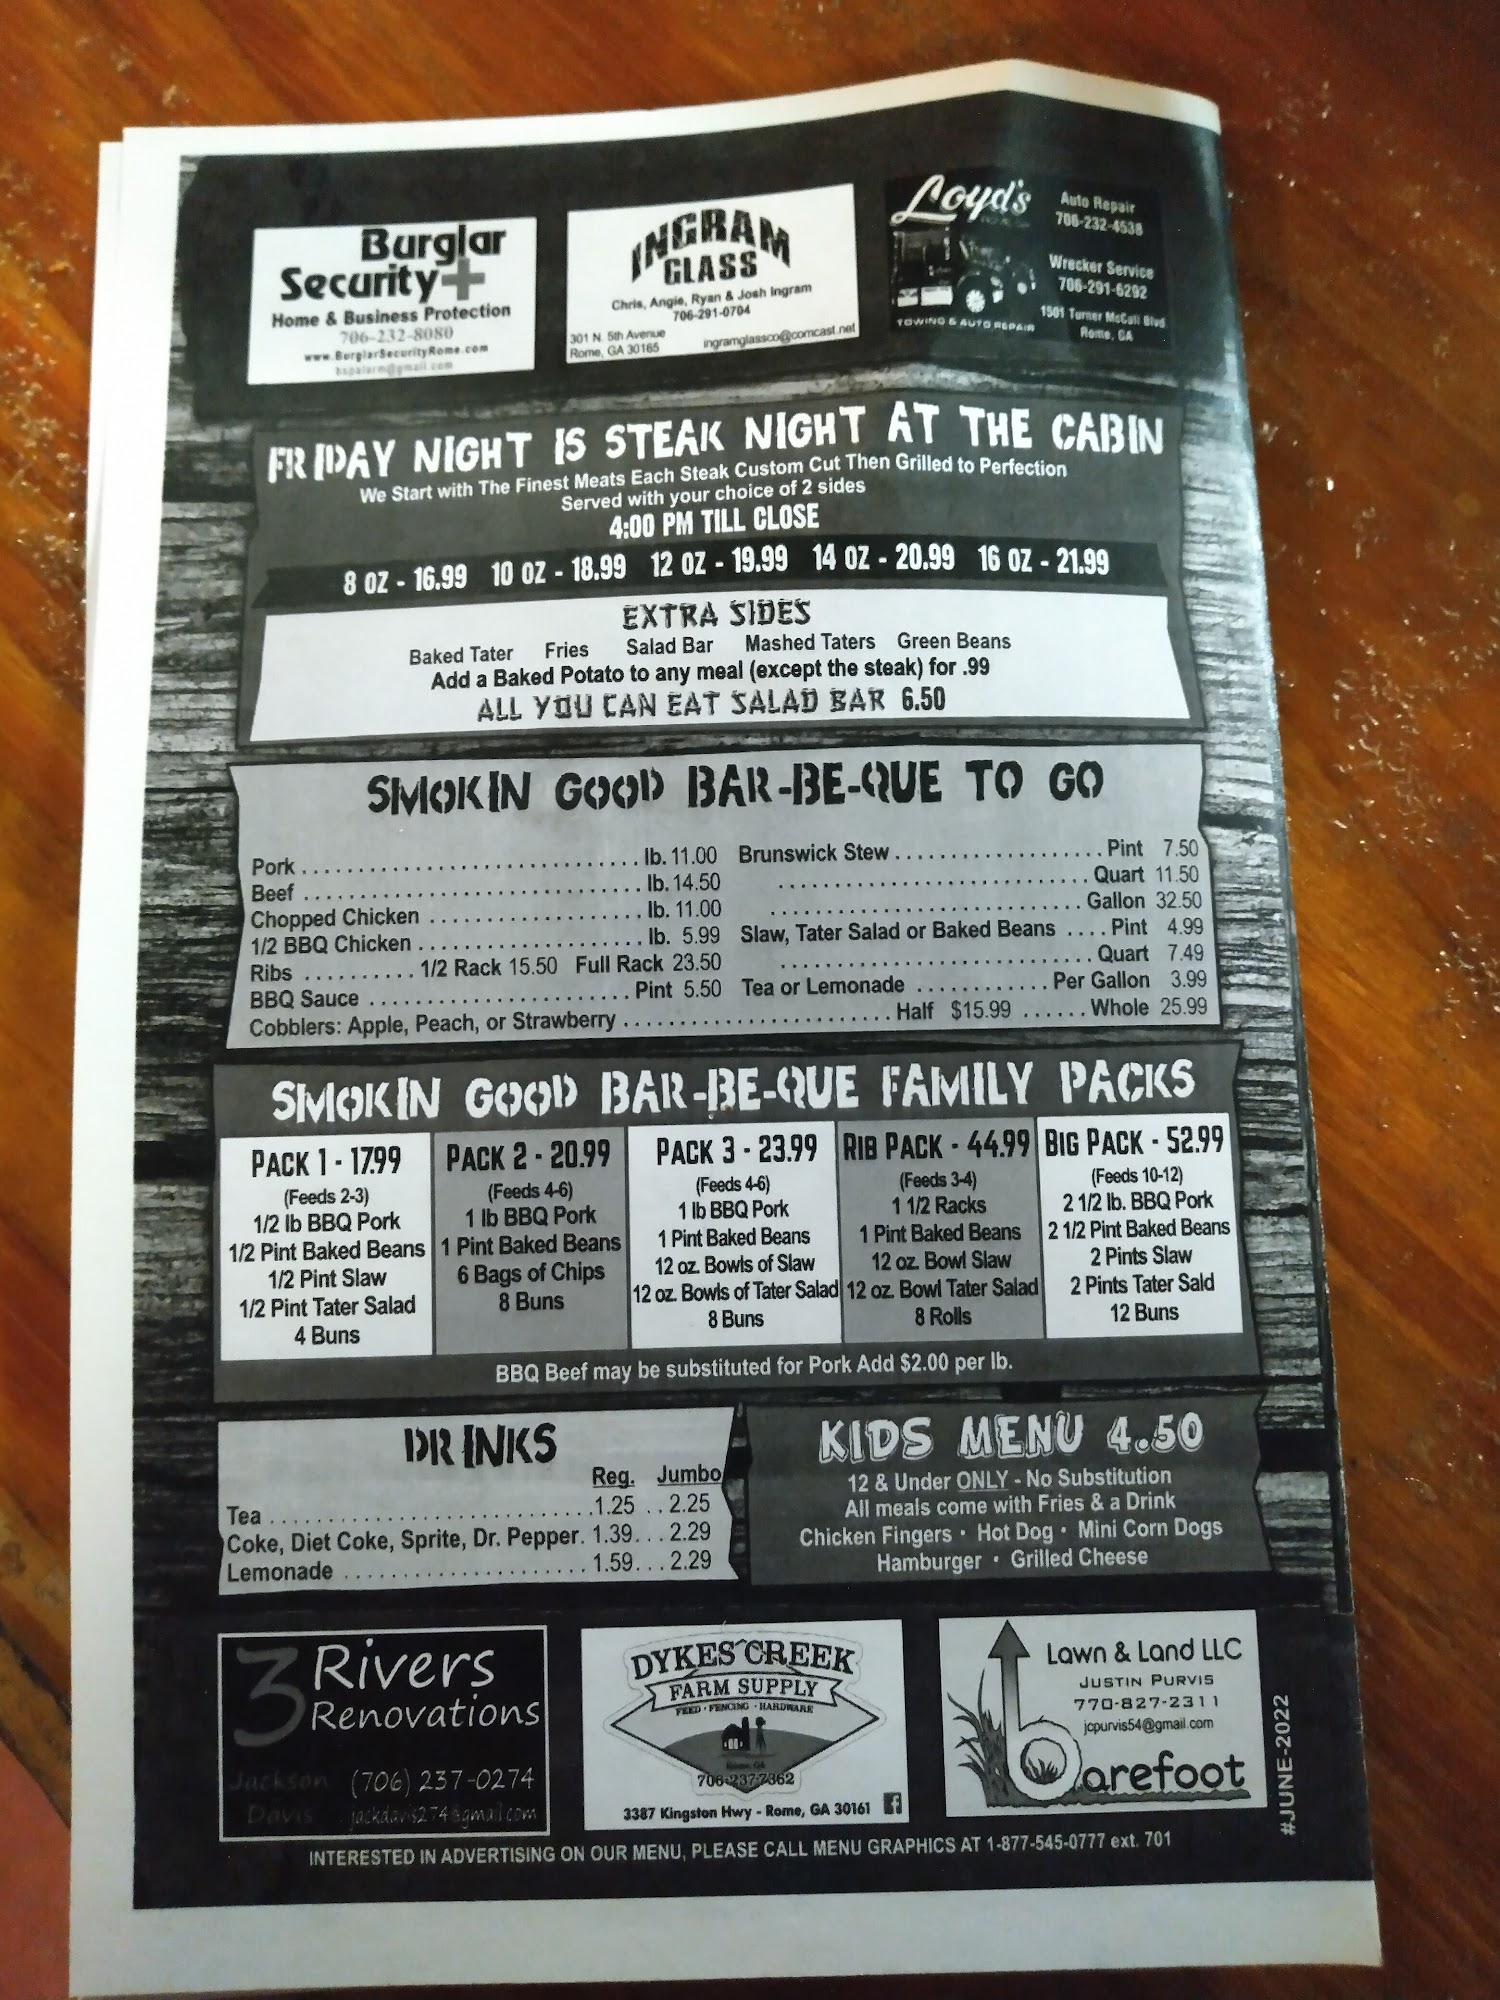 Burglar
Security+
Home & Business Protection
706-232-8080
www.BurglarSecurityRome.com
bspalarm@gmail.com
INGRAM
GLASS
Chris, Angie, Ryan & Josh Ingram
706-291-0704
301 N. 5th Avenue
Rome, GA 30165
ingramglassco@comcast.net
Loyd's
Auto Repair
706-232-4538
Wrecker Service
706-291-6292
TOWING & AUTO REPAIR
1501 Turner McCall Blvd
Rome, GA
FRIDAY NIGHT IS STEAK NIGHT AT THE CABIN
We Start with The Finest Meats Each Steak Custom Cut Then Grilled to Perfection
Served with your choice of 2 sides
4:00 PM TILL CLOSE
8 OZ - 16.99 10 OZ - 18.99 12 OZ - 19.99 14 OZ - 20.99 16 OZ - 21.99
EXTRA SIDES
Baked Tater Fries Salad Bar Mashed Taters Green Beans
Add a Baked Potato to any meal (except the steak) for .99
ALL YOU CAN EAT SALAD BAR 6.50
SMOKIN GOOD BAR-BE-QUE TO GO
Pork ........ lb. 11.00
Beef ........ lb. 14.50
Chopped Chicken ........ lb. 11.00
1/2 BBQ Chicken ........ lb. 5.99
Ribs ........ 1/2 Rack 15.50 Full Rack 23.50
BBQ Sauce ........ Pint 5.50
Brunswick Stew ........ Pint 7.50
........ Quart 11.50
........ Gallon 32.50
Slaw, Tater Salad or Baked Beans .... Pint 4.99
........ Quart 7.49
Tea or Lemonade ........ Per Gallon 3.99
Cobblers: Apple, Peach, or Strawberry ........ Half $15.99 ...... Whole 25.99
SMOKIN GOOD BAR-BE-QUE FAMILY PACKS
PACK 1 - 17.99
(Feeds 2-3)
1/2 lb BBQ Pork
1/2 Pint Baked Beans
1/2 Pint Slaw
1/2 Pint Tater Salad
4 Buns
PACK 2 - 20.99
(Feeds 4-6)
1 lb BBQ Pork
1 Pint Baked Beans
6 Bags of Chips
8 Buns
PACK 3 - 23.99
(Feeds 4-6)
1 lb BBQ Pork
1 Pint Baked Beans
12 oz. Bowls of Slaw
12 oz. Bowls of Tater Salad
8 Buns
RIB PACK - 44.99
(Feeds 3-4)
1 1/2 Racks
1 Pint Baked Beans
12 oz. Bowl Slaw
12 oz. Bowl Tater Salad
8 Rolls
BIG PACK - 52.99
(Feeds 10-12)
2 1/2 lb. BBQ Pork
2 1/2 Pint Baked Beans
2 Pints Slaw
2 Pints Tater Sald
12 Buns
BBQ Beef may be substituted for Pork Add $2.00 per lb.
DRINKS
Reg. Jumbo
Tea ........ 1.25 . . 2.25
Coke, Diet Coke, Sprite, Dr. Pepper. 1.39. . . 2.29
Lemonade ........ 1.59. . . 2.29
KIDS MENU 4.50
12 & Under ONLY - No Substitution
All meals come with Fries & a Drink
Chicken Fingers • Hot Dog • Mini Corn Dogs
Hamburger • Grilled Cheese
3 Rivers
Renovations
Jackson (706) 237-0274
Davis jackdavis274@gmail.com
DYKES CREEK
FARM SUPPLY
FEED · FENCING · HARDWARE
Rome, GA
706-237-7362
3387 Kingston Hwy - Rome, GA 30161
Lawn & Land LLC
JUSTIN PURVIS
770-827-2311
jcpurvis54@gmail.com
barefoot
#JUNE-2022
INTERESTED IN ADVERTISING ON OUR MENU, PLEASE CALL MENU GRAPHICS AT 1-877-545-0777 ext. 701